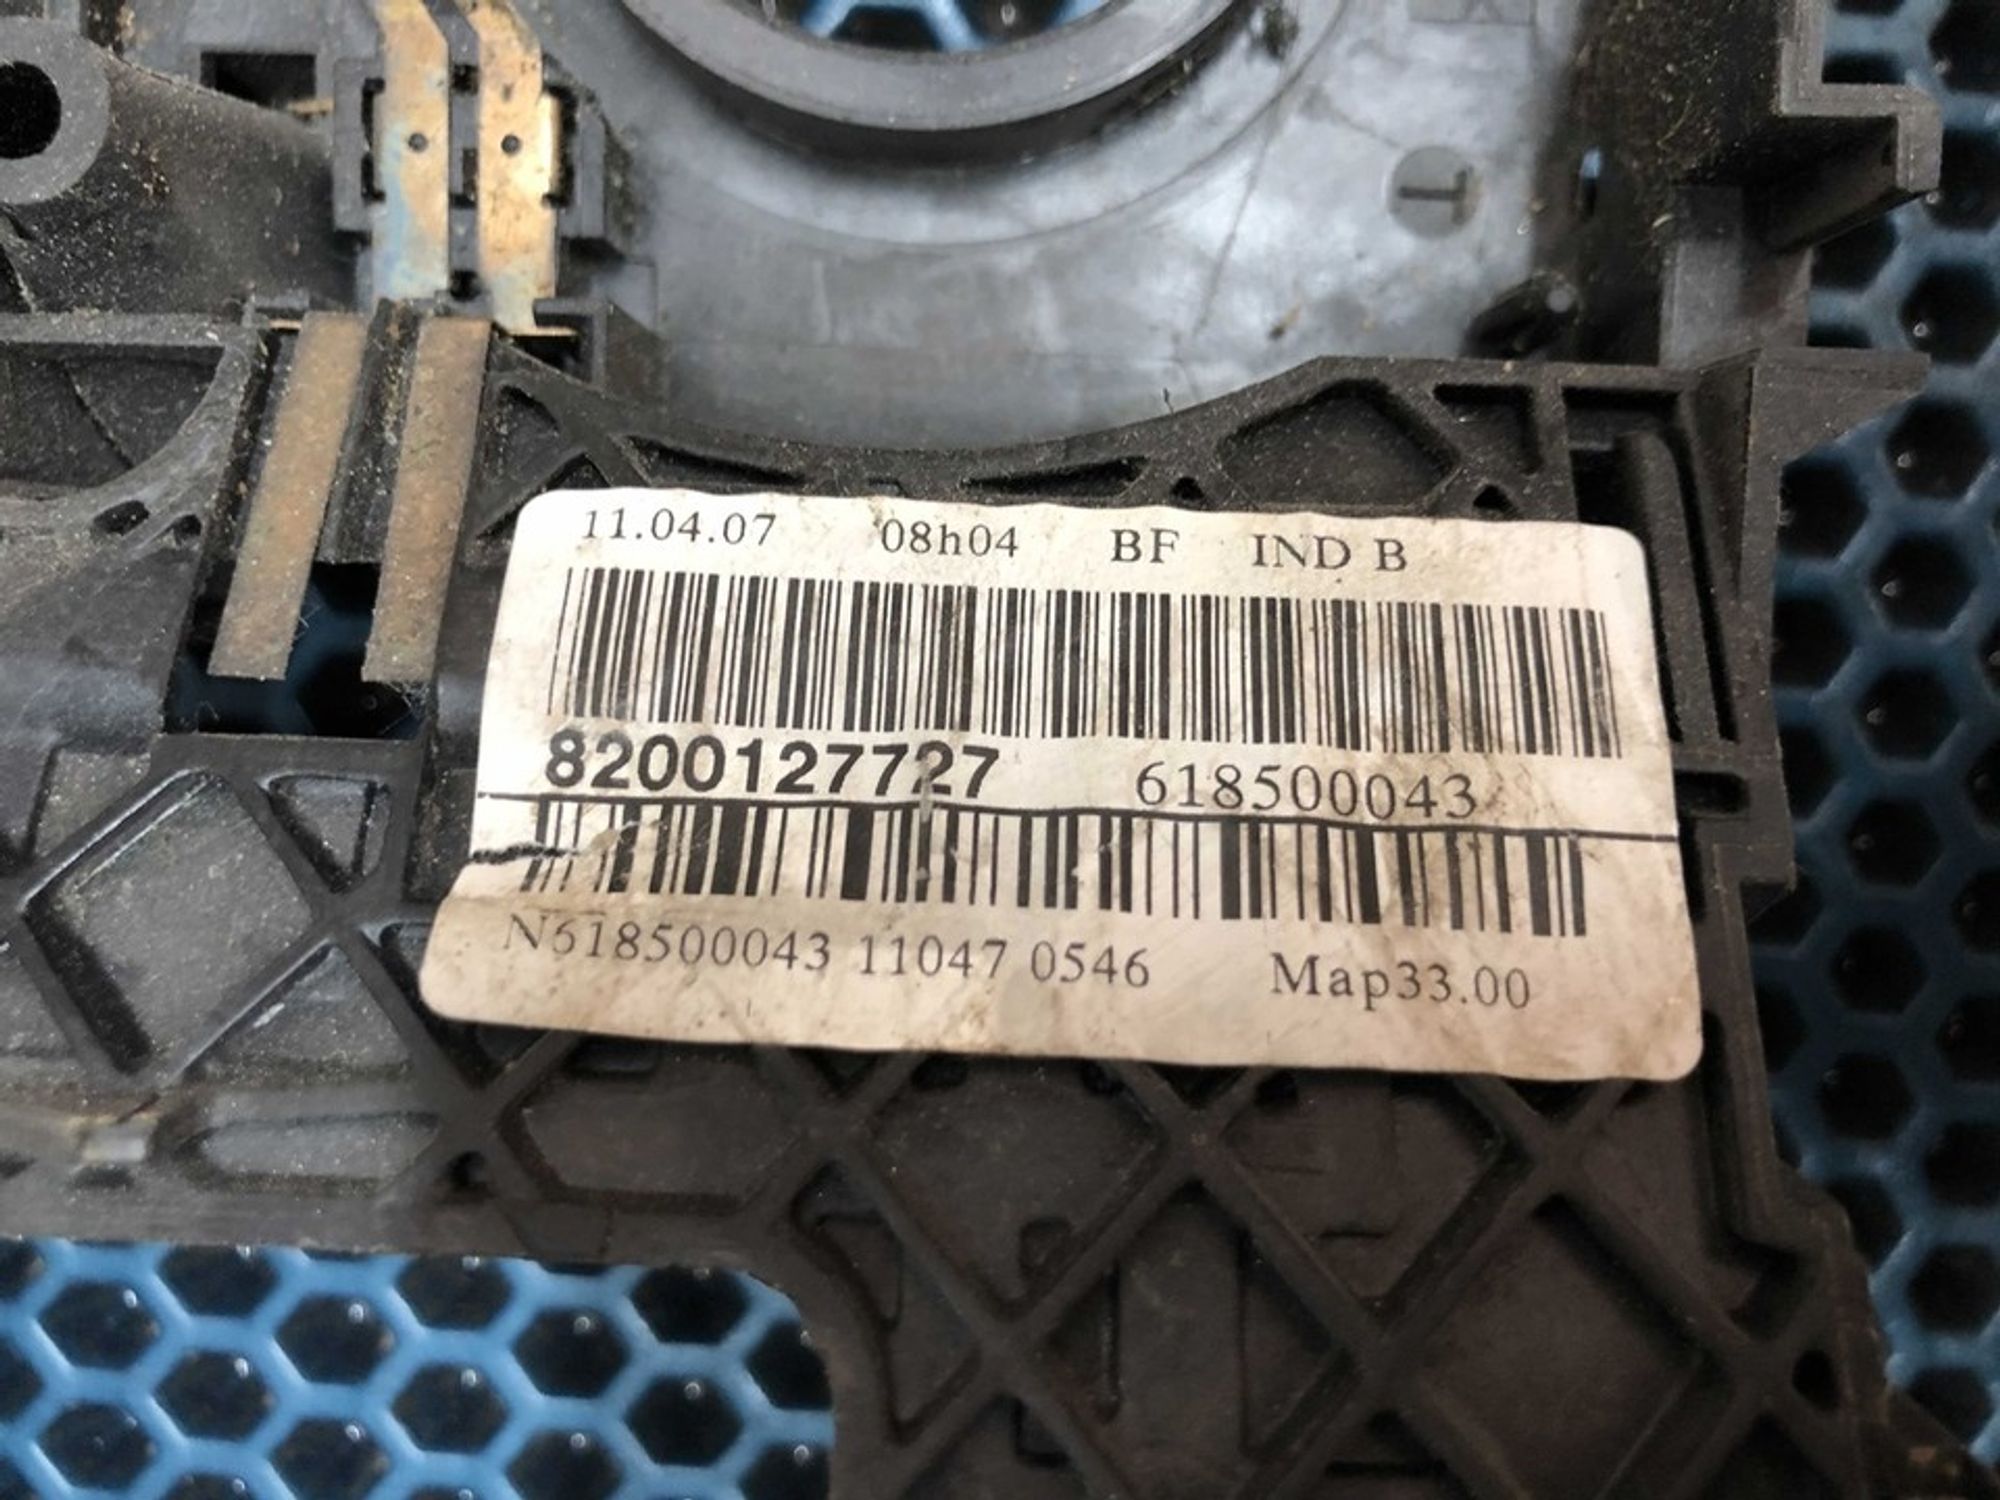 11.04.07 08h04 BF IND B
8200127727 618500043
N618500043 11047 0546 Map33.00